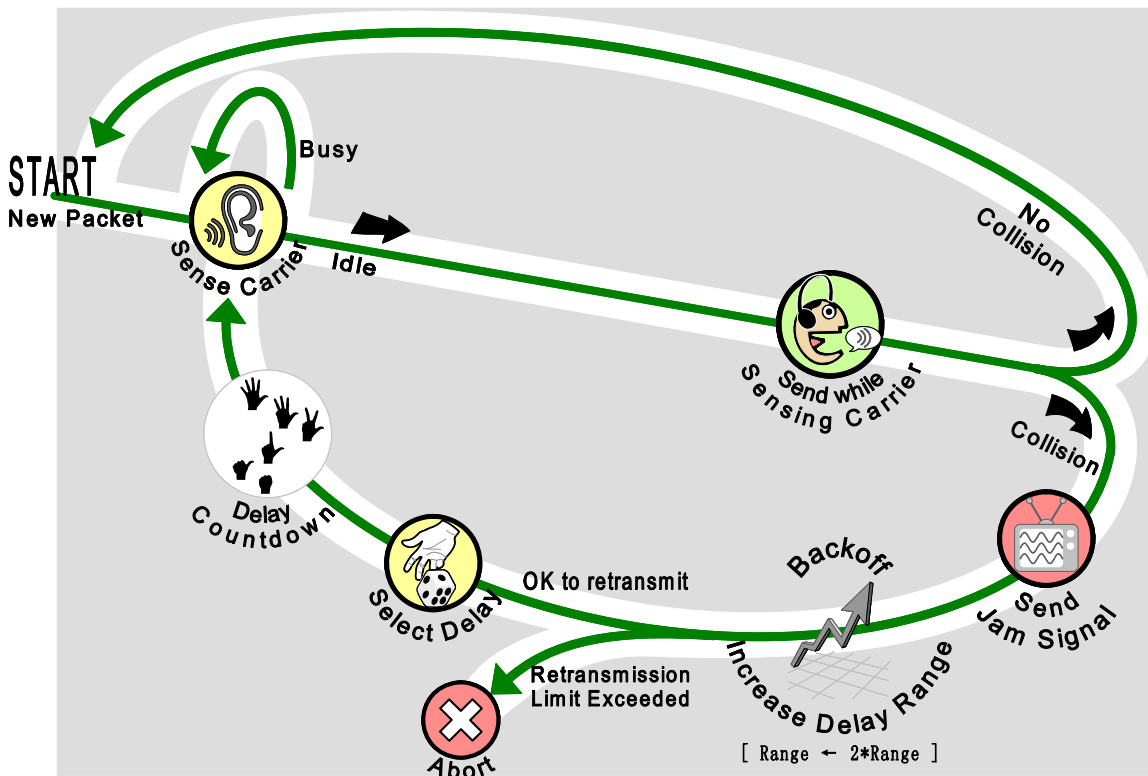 START
New Packet
Busy
Sense Carrier
Idle
No
Collision
Send while
Sensing Carrier
Collision
Send
Jam Signal
Backoff
Increase Delay Range
[ Range ← 2*Range ]
OK to retransmit
Retransmission
Limit Exceeded
Abort
Select Delay
Delay
Countdown